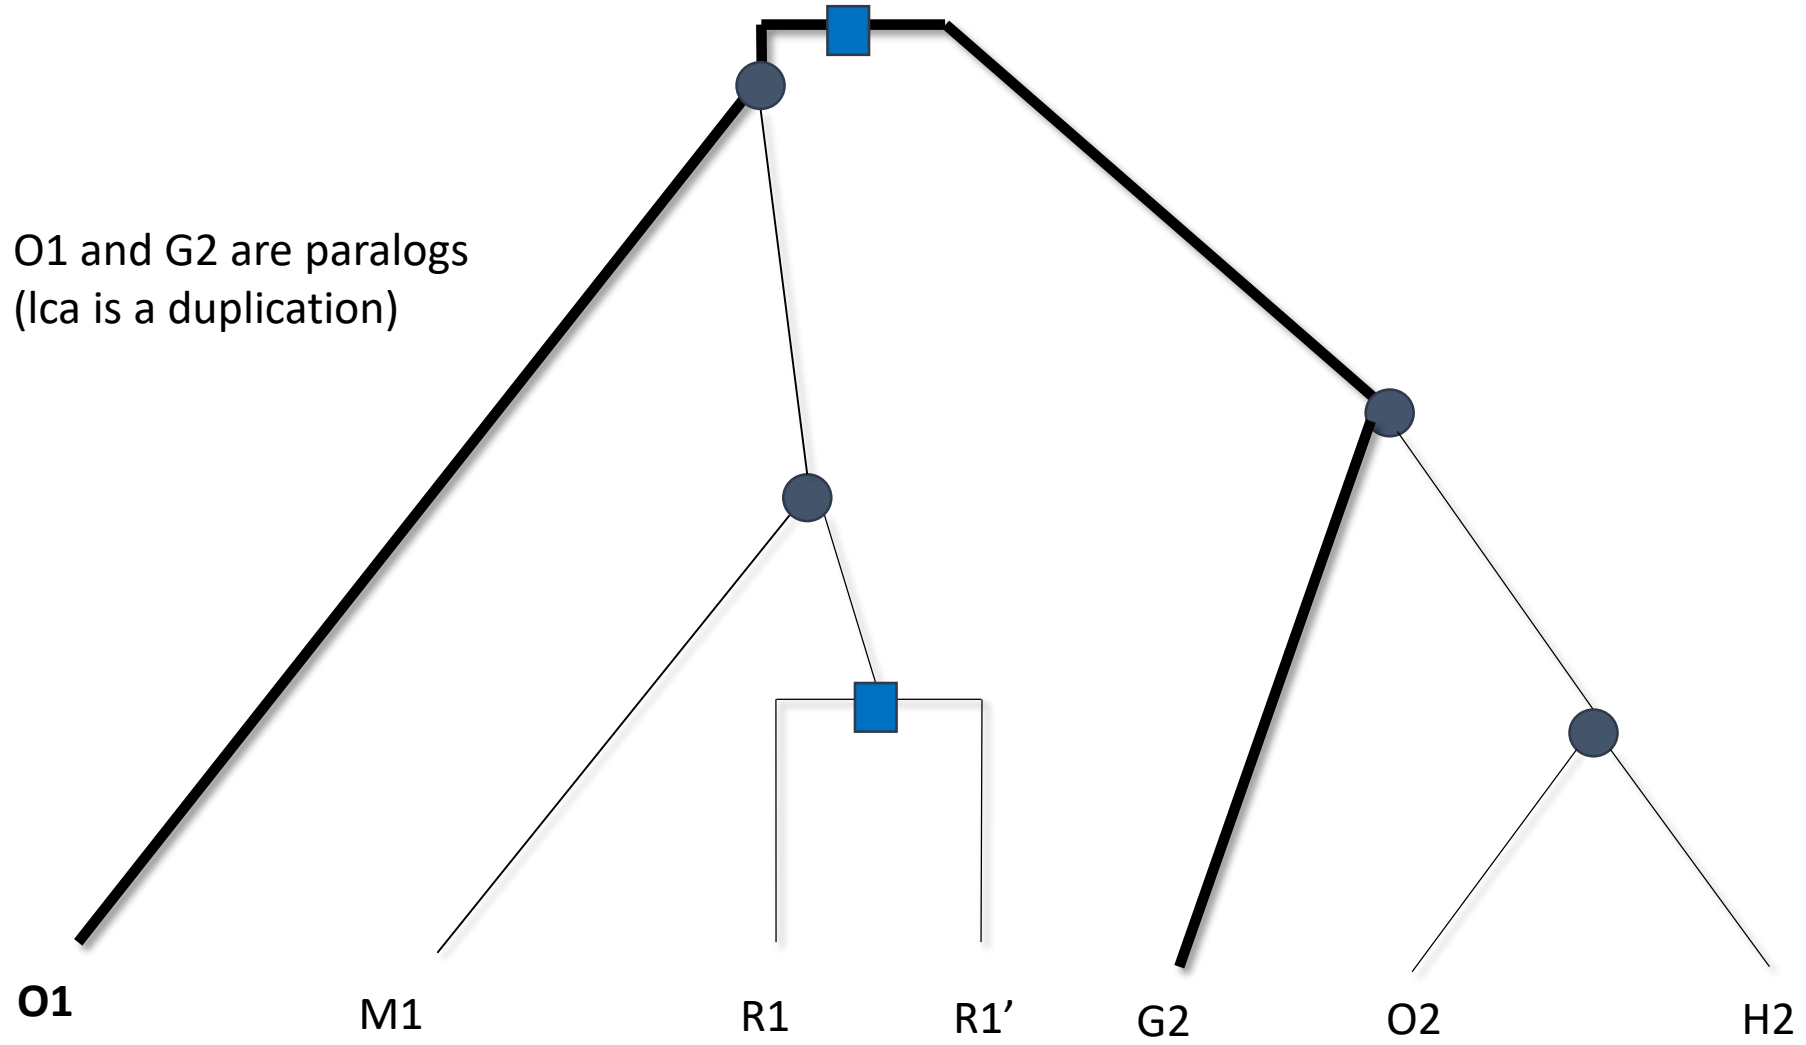 O1 and G2 are paralogs
(lca is a duplication)
O1
M1
R1
R1’
G2
O2
H2